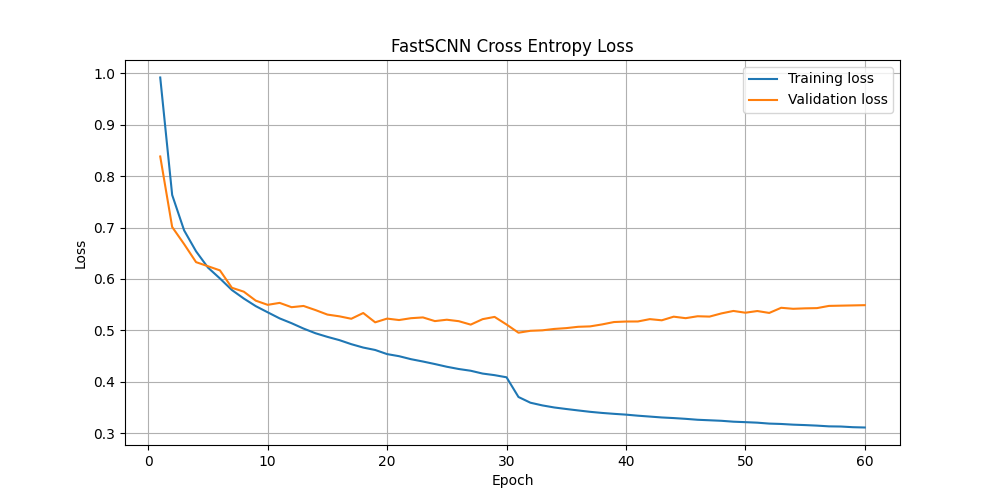 FastSCNN Cross Entropy Loss
Training loss
Validation loss
1.0
0.9
0.8
0.7
0.6
0.5
0.4
0.3
Loss
0 10 20 30 40 50 60
Epoch